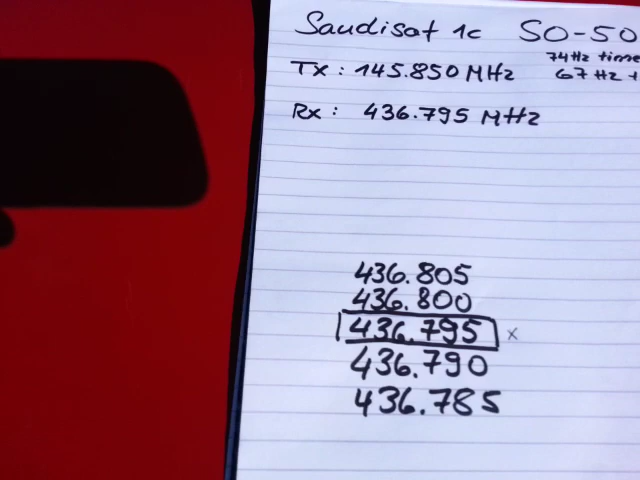 Saudisat 1c SO-50
74Hz time
Tx: 145.850 MHz 67 Hz t
Rx: 436.795 MHz
436.805
436.800
436.795 x
436.790
436.785